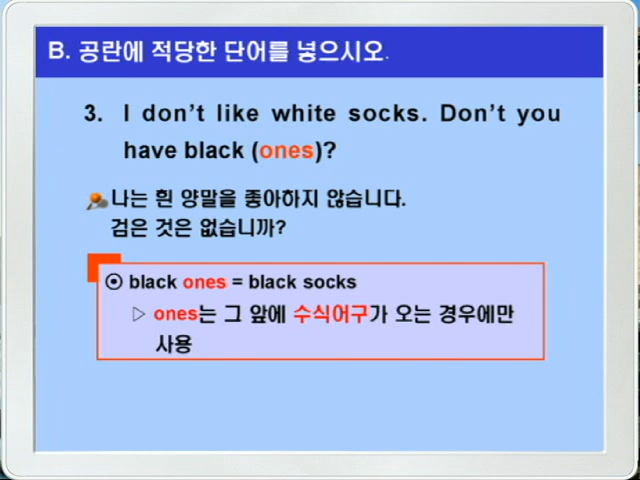 B. 공란에 적당한 단어를 넣으시오.
3. I don't like white socks. Don't you
have black (ones)?
나는 흰 양말을 좋아하지 않습니다.
검은 것은 없습니까?
⊙ black ones = black socks
▷ ones는 그 앞에 수식어구가 오는 경우에만
사용